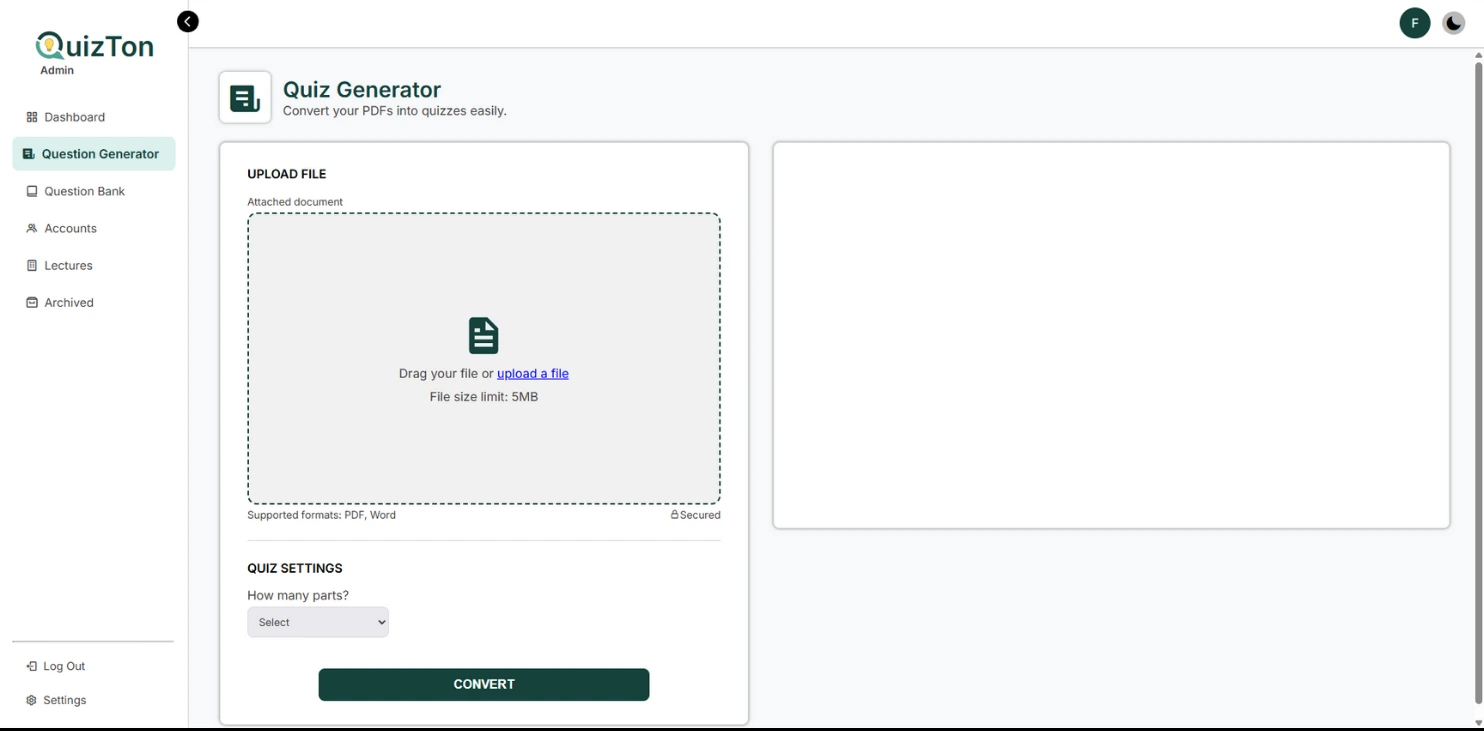 QuizTon
Admin
Dashboard
Question Generator
Question Bank
Accounts
Lectures
Archived
Log Out
Settings
F
Quiz Generator
Convert your PDFs into quizzes easily.
UPLOAD FILE
Attached document
Drag your file or upload a file
File size limit: 5MB
Supported formats: PDF, Word
Secured
QUIZ SETTINGS
How many parts?
Select
CONVERT